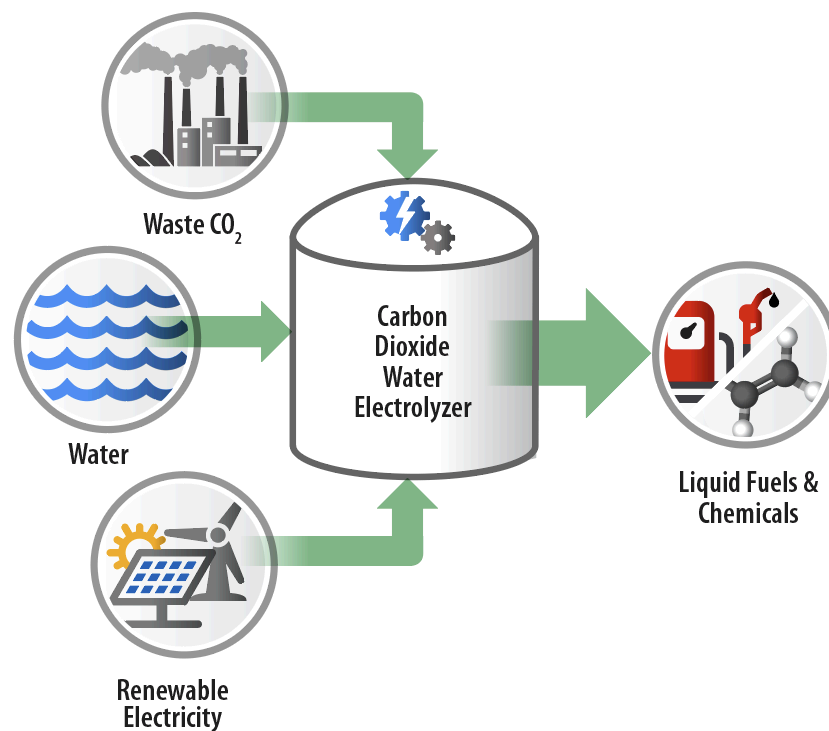 Waste CO₂
Water
Renewable
Electricity
Carbon
Dioxide
Water
Electrolyzer
Liquid Fuels &
Chemicals